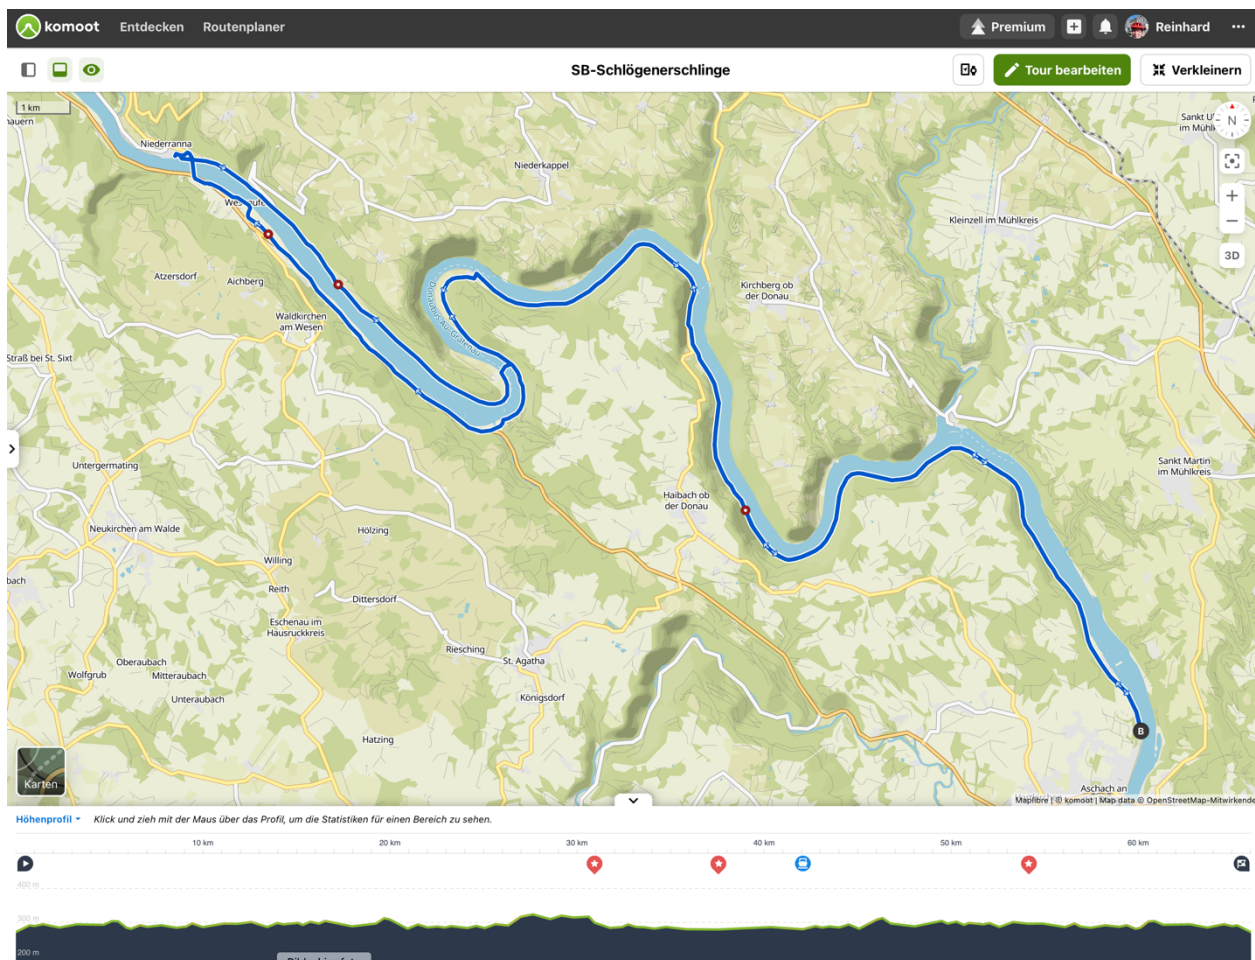 komoot Entdecken Routenplaner Premium Reinhard
SB-Schlögenerschlinge Tour bearbeiten Verkleinern
1 km
Niederranna
Niederkappel
Kleinzell im Mühlkreis
N
3D
Atzersdorf
Aichberg
Kirchberg ob
der Donau
Waldkirchen
am Wesen
Straß bei St. Sixt
Donaubus Au-Grafenau
Untergermating
Sankt Martin
im Mühlkreis
Haibach ob
der Donau
Neukirchen am Walde
Hölzing
Willing
Reith
Dittersdorf
Eschenau im
Hausruckkreis
Riesching
St. Agatha
Oberaubach
Wolfgrub
Mitteraubach
Unteraubach
Königsdorf
Hatzing
B
Karten
Aschach an
Maplibre | © komoot | Map data © OpenStreetMap-Mitwirkende
Höhenprofil Klick und zieh mit der Maus über das Profil, um die Statistiken für einen Bereich zu sehen.
10 km 20 km 30 km 40 km 50 km 60 km
400 m
300 m
200 m